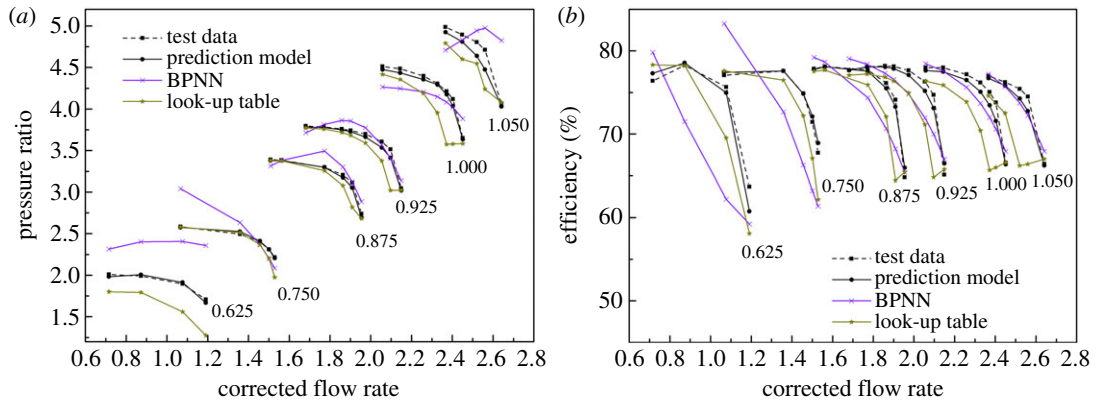 (a)
5.0
4.5
4.0
3.5
3.0
2.5
2.0
1.5
pressure ratio
test data
prediction model
BPNN
look-up table
1.050
1.000
0.925
0.875
0.750
0.625
0.6 0.8 1.0 1.2 1.4 1.6 1.8 2.0 2.2 2.4 2.6 2.8
corrected flow rate
(b)
80
70
60
50
efficiency (%)
0.625
0.750
0.875
0.925
1.000
1.050
test data
prediction model
BPNN
look-up table
0.6 0.8 1.0 1.2 1.4 1.6 1.8 2.0 2.2 2.4 2.6 2.8
corrected flow rate